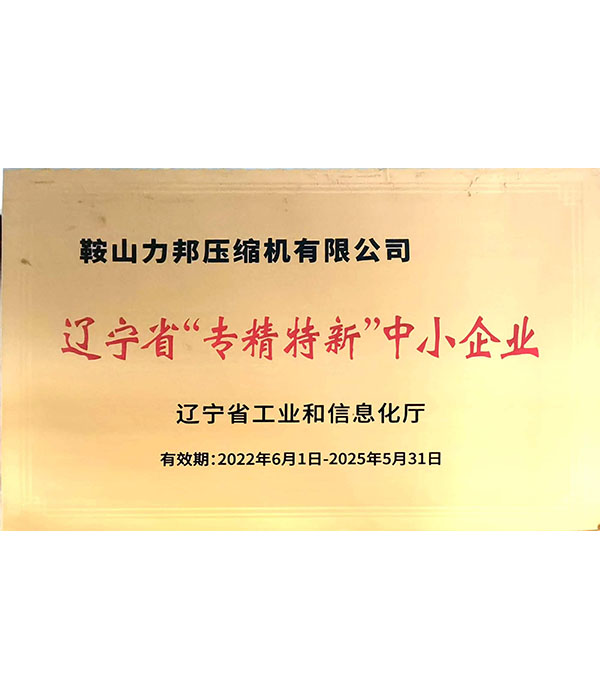 鞍山力邦压缩机有限公司
辽宁省“专精特新”中小企业
辽宁省工业和信息化厅
有效期：2022年6月1日-2025年5月31日